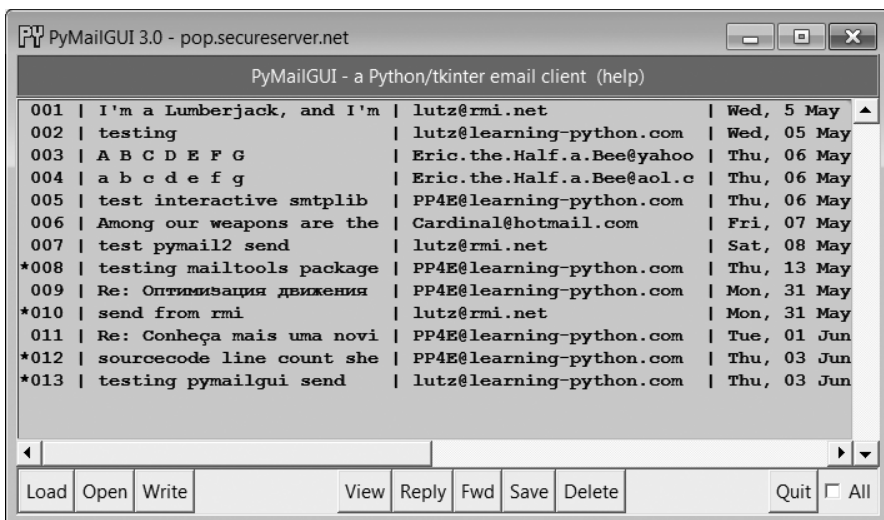 PY PyMailGUI 3.0 - pop.secureserver.net
PyMailGUI - a Python/tkinter email client (help)
001 | I'm a Lumberjack, and I'm | lutz@rmi.net | Wed, 5 May
002 | testing | lutz@learning-python.com | Wed, 05 May
003 | A B C D E F G | Eric.the.Half.a.Bee@yahoo | Thu, 06 May
004 | a b c d e f g | Eric.the.Half.a.Bee@aol.c | Thu, 06 May
005 | test interactive smtplib | PP4E@learning-python.com | Thu, 06 May
006 | Among our weapons are the | Cardinal@hotmail.com | Fri, 07 May
007 | test pymail2 send | lutz@rmi.net | Sat, 08 May
*008 | testing mailtools package | PP4E@learning-python.com | Thu, 13 May
009 | Re: Оптимизация движения | PP4E@learning-python.com | Mon, 31 May
*010 | send from rmi | lutz@rmi.net | Mon, 31 May
011 | Re: Conheça mais uma novi | PP4E@learning-python.com | Tue, 01 Jun
*012 | sourcecode line count she | PP4E@learning-python.com | Thu, 03 Jun
*013 | testing pymailgui send | lutz@learning-python.com | Thu, 03 Jun
Load Open Write View Reply Fwd Save Delete Quit All